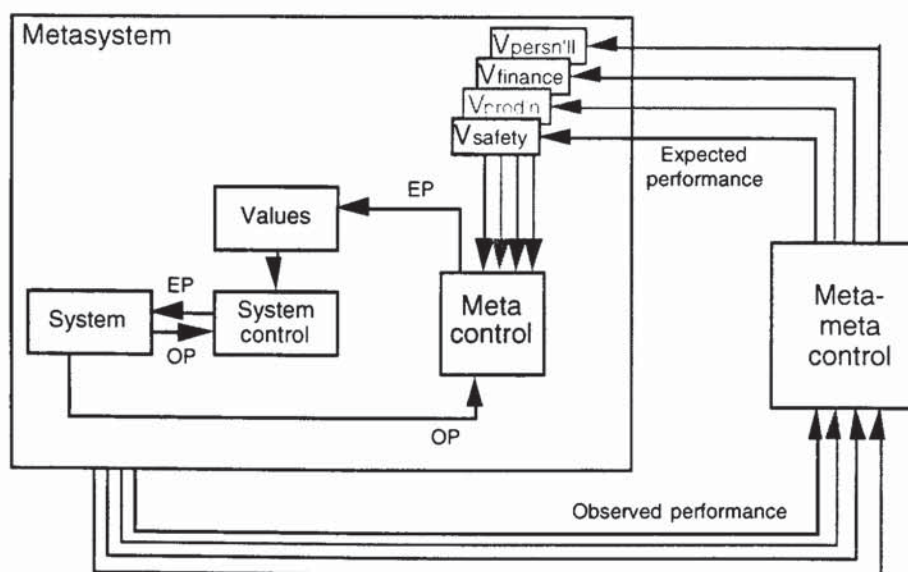 Metasystem
Vpersn'll
Vfinance
Vprod'n
Vsafety
Expected
performance
EP
Values
EP
System
System
control
OP
Meta
control
Meta-
meta
control
OP
Observed performance